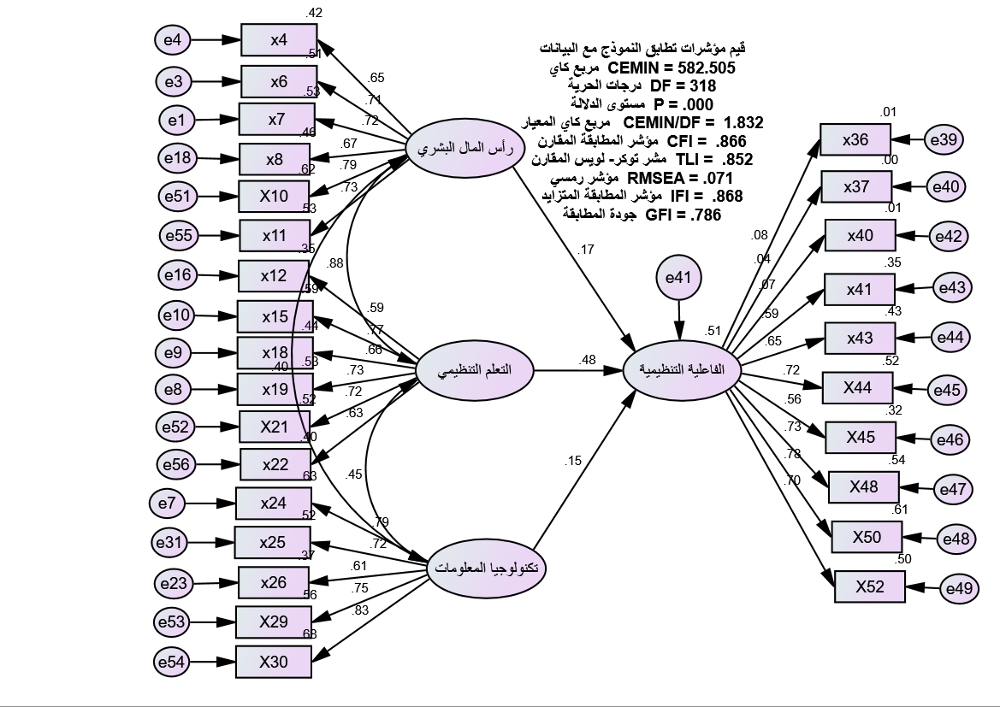 قيم مؤشرات تطابق النموذج مع البيانات
مربع كاي CEMIN = 582.505
درجات الحرية DF = 318
مستوى الدلالة P = .000
مربع كاي المعيار CEMIN/DF = 1.832
مؤشر المطابقة المقارن CFI = .866
مشر توكر- لويس المقارن TLI = .852
مؤشر رمسي RMSEA = .071
مؤشر المطابقة المتزايد IFI = .868
جودة المطابقة GFI = .786
.42
e4 x4
.51
e3 x6
.53
e1 x7
.46
e18 x8
.62
e51 X10
.53
e55 x11
.35
e16 x12
.59
e10 x15
.44
e9 x18
.53
e8 x19
.52
e52 X21
.40
e56 x22
.63
e7 x24
.52
e31 x25
.37
e23 x26
.56
e53 X29
.68
e54 X30
.65
.71
.72
.67
.79
.73
رأس المال البشري
.88
.59
.77
.66
.73
.72
.63
التعلم التنظيمي
.40
.45
.79
.72
.61
.75
.83
تكنولوجيا المعلومات
.17
.48
.15
e41
.51
الفاعلية التنظيمية
.08
.04
.07
.59
.65
.72
.56
.73
.78
.70
.01
x36 e39
.00
x37 e40
.01
x40 e42
.35
x41 e43
.43
x43 e44
.52
X44 e45
.32
X45 e46
.54
X48 e47
.61
X50 e48
.50
X52 e49